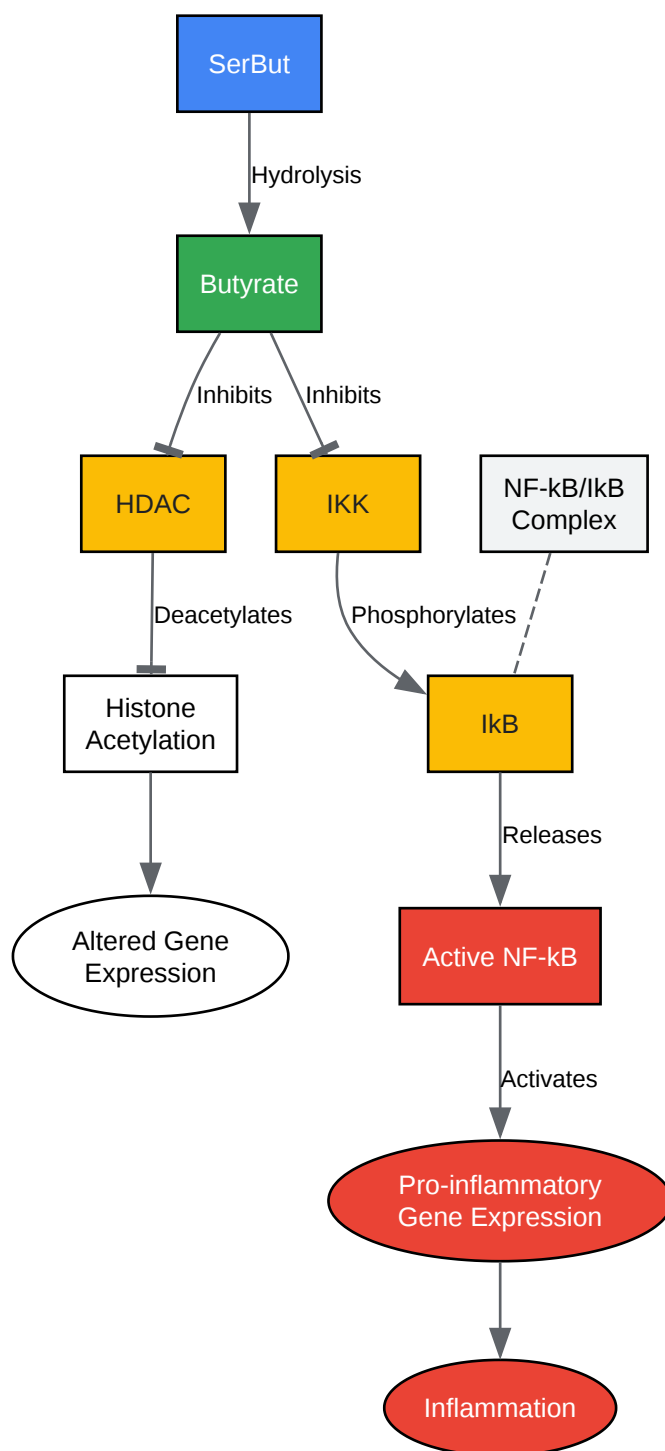 SerBut
Hydrolysis
Butyrate
Inhibits
Inhibits
HDAC
IKK
NF-kB/IkB
Complex
Deacetylates
Phosphorylates
Histone
Acetylation
IkB
Releases
Altered Gene
Expression
Active NF-kB
Activates
Pro-inflammatory
Gene Expression
Inflammation